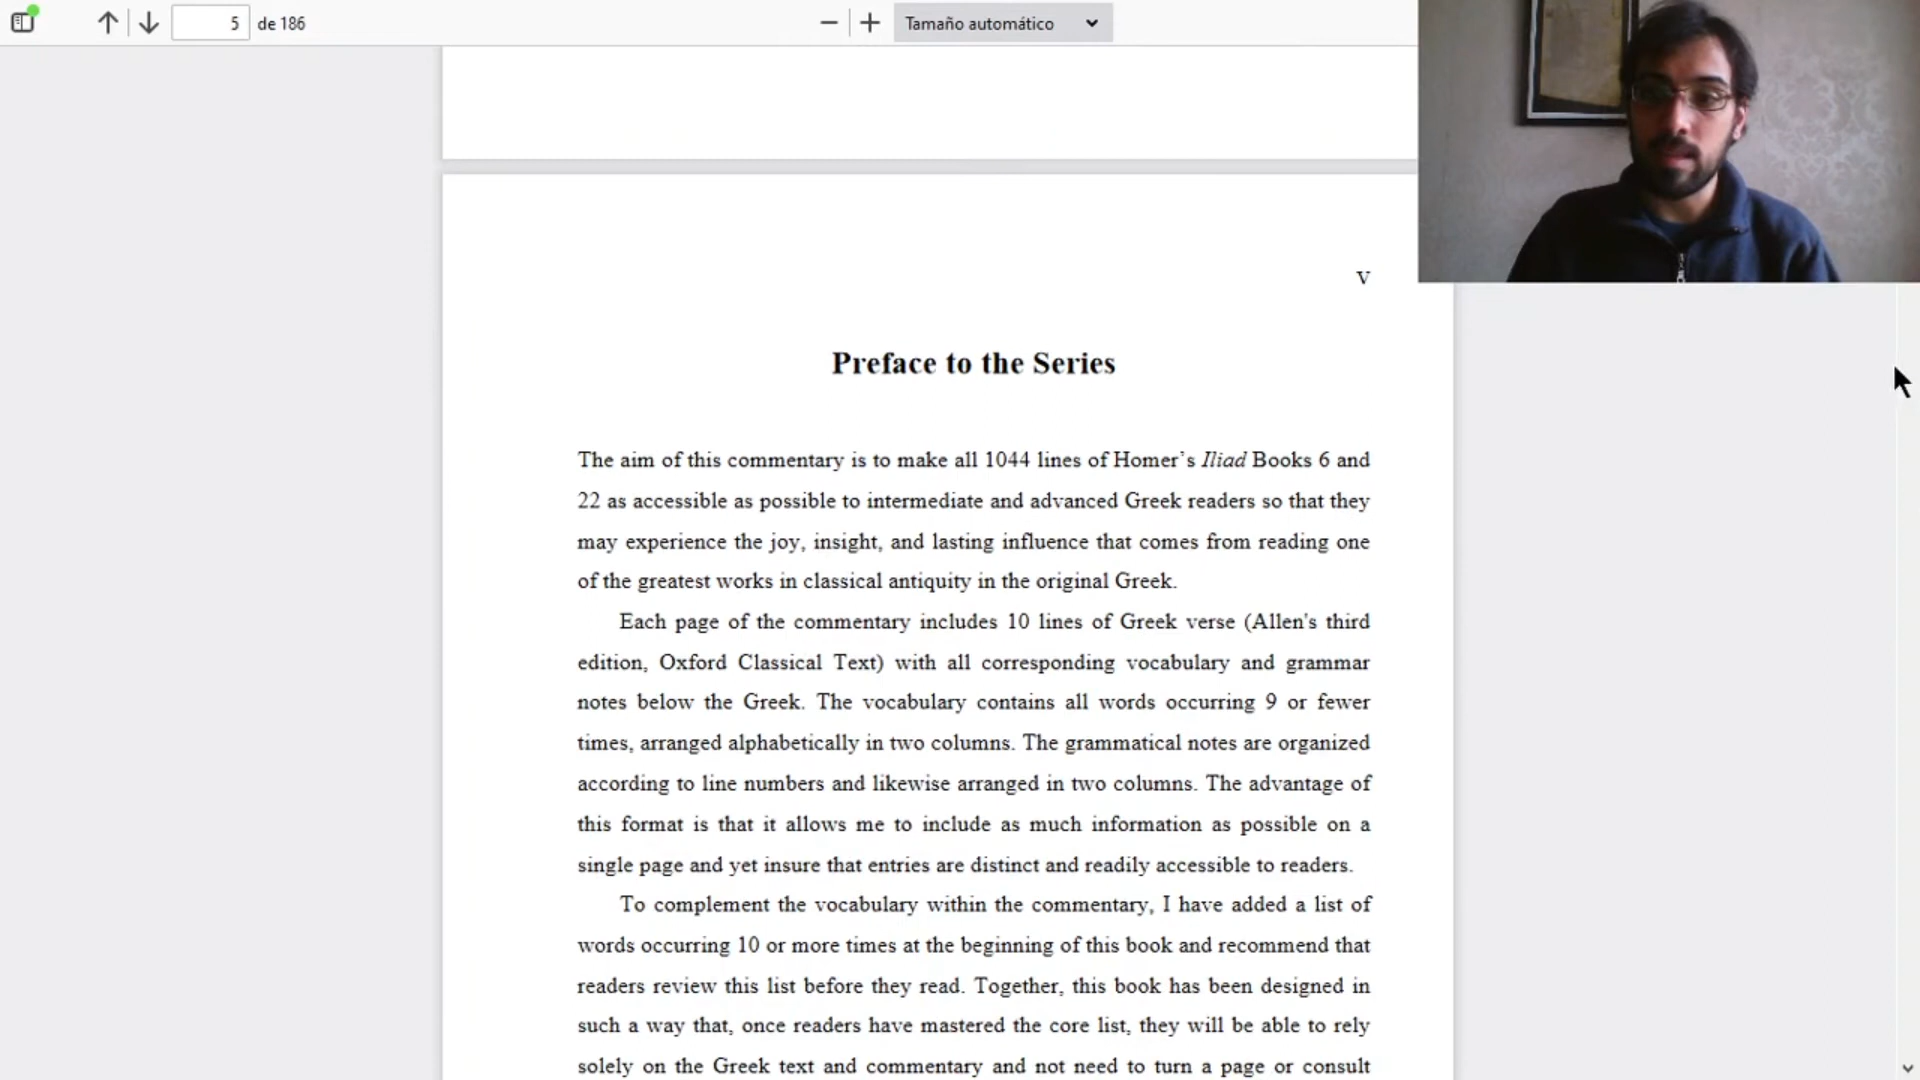 5 de 186
Tamaño automático
v
Preface to the Series
The aim of this commentary is to make all 1044 lines of Homer's Iliad Books 6 and
22 as accessible as possible to intermediate and advanced Greek readers so that they
may experience the joy, insight, and lasting influence that comes from reading one
of the greatest works in classical antiquity in the original Greek.
Each page of the commentary includes 10 lines of Greek verse (Allen's third
edition, Oxford Classical Text) with all corresponding vocabulary and grammar
notes below the Greek. The vocabulary contains all words occurring 9 or fewer
times, arranged alphabetically in two columns. The grammatical notes are organized
according to line numbers and likewise arranged in two columns. The advantage of
this format is that it allows me to include as much information as possible on a
single page and yet insure that entries are distinct and readily accessible to readers.
To complement the vocabulary within the commentary, I have added a list of
words occurring 10 or more times at the beginning of this book and recommend that
readers review this list before they read. Together, this book has been designed in
such a way that, once readers have mastered the core list, they will be able to rely
solely on the Greek text and commentary and not need to turn a page or consult